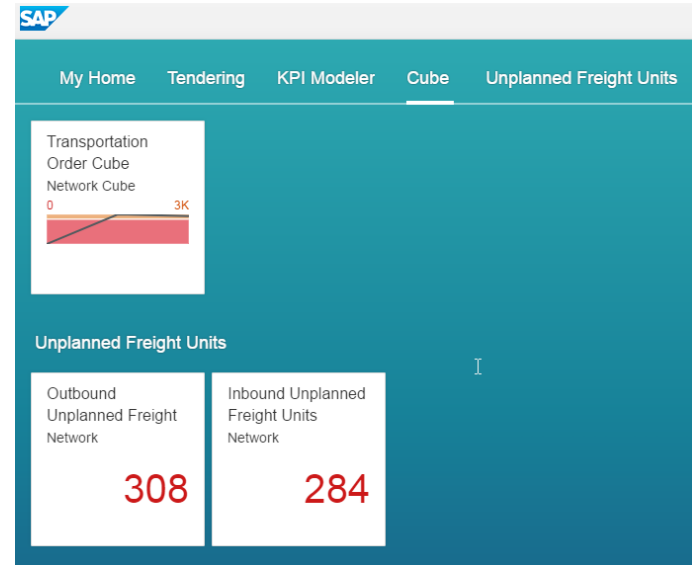 SAP
My Home Tendering KPI Modeler Cube Unplanned Freight Units
Transportation
Order Cube
Network Cube
0 3K
Unplanned Freight Units
Outbound
Unplanned Freight
Network
308
Inbound Unplanned
Freight Units
Network
284